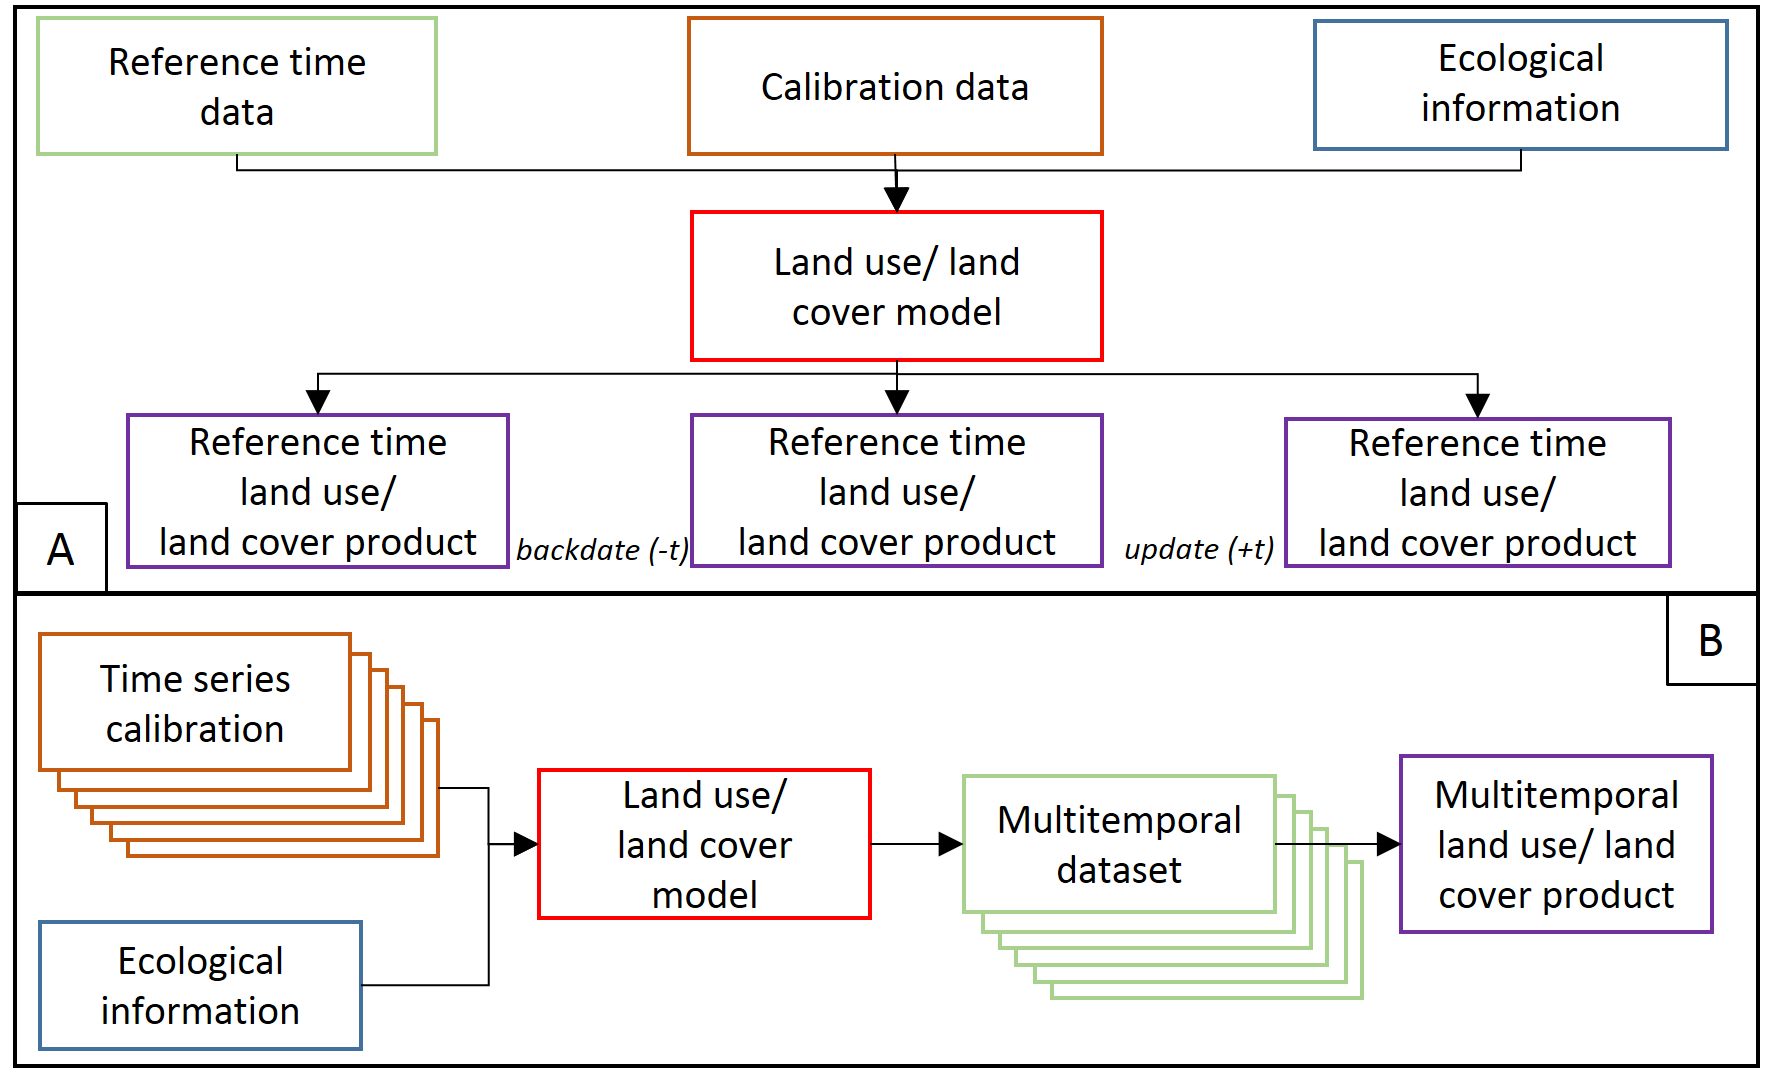 Reference time
data
Calibration data
Ecological
information
Land use/ land
cover model
Reference time
land use/
land cover product
backdate (-t)
Reference time
land use/
land cover product
update (+t)
Reference time
land use/
land cover product
A
B
Time series
calibration
Ecological
information
Land use/
land cover
model
Multitemporal
dataset
Multitemporal
land use/ land
cover product